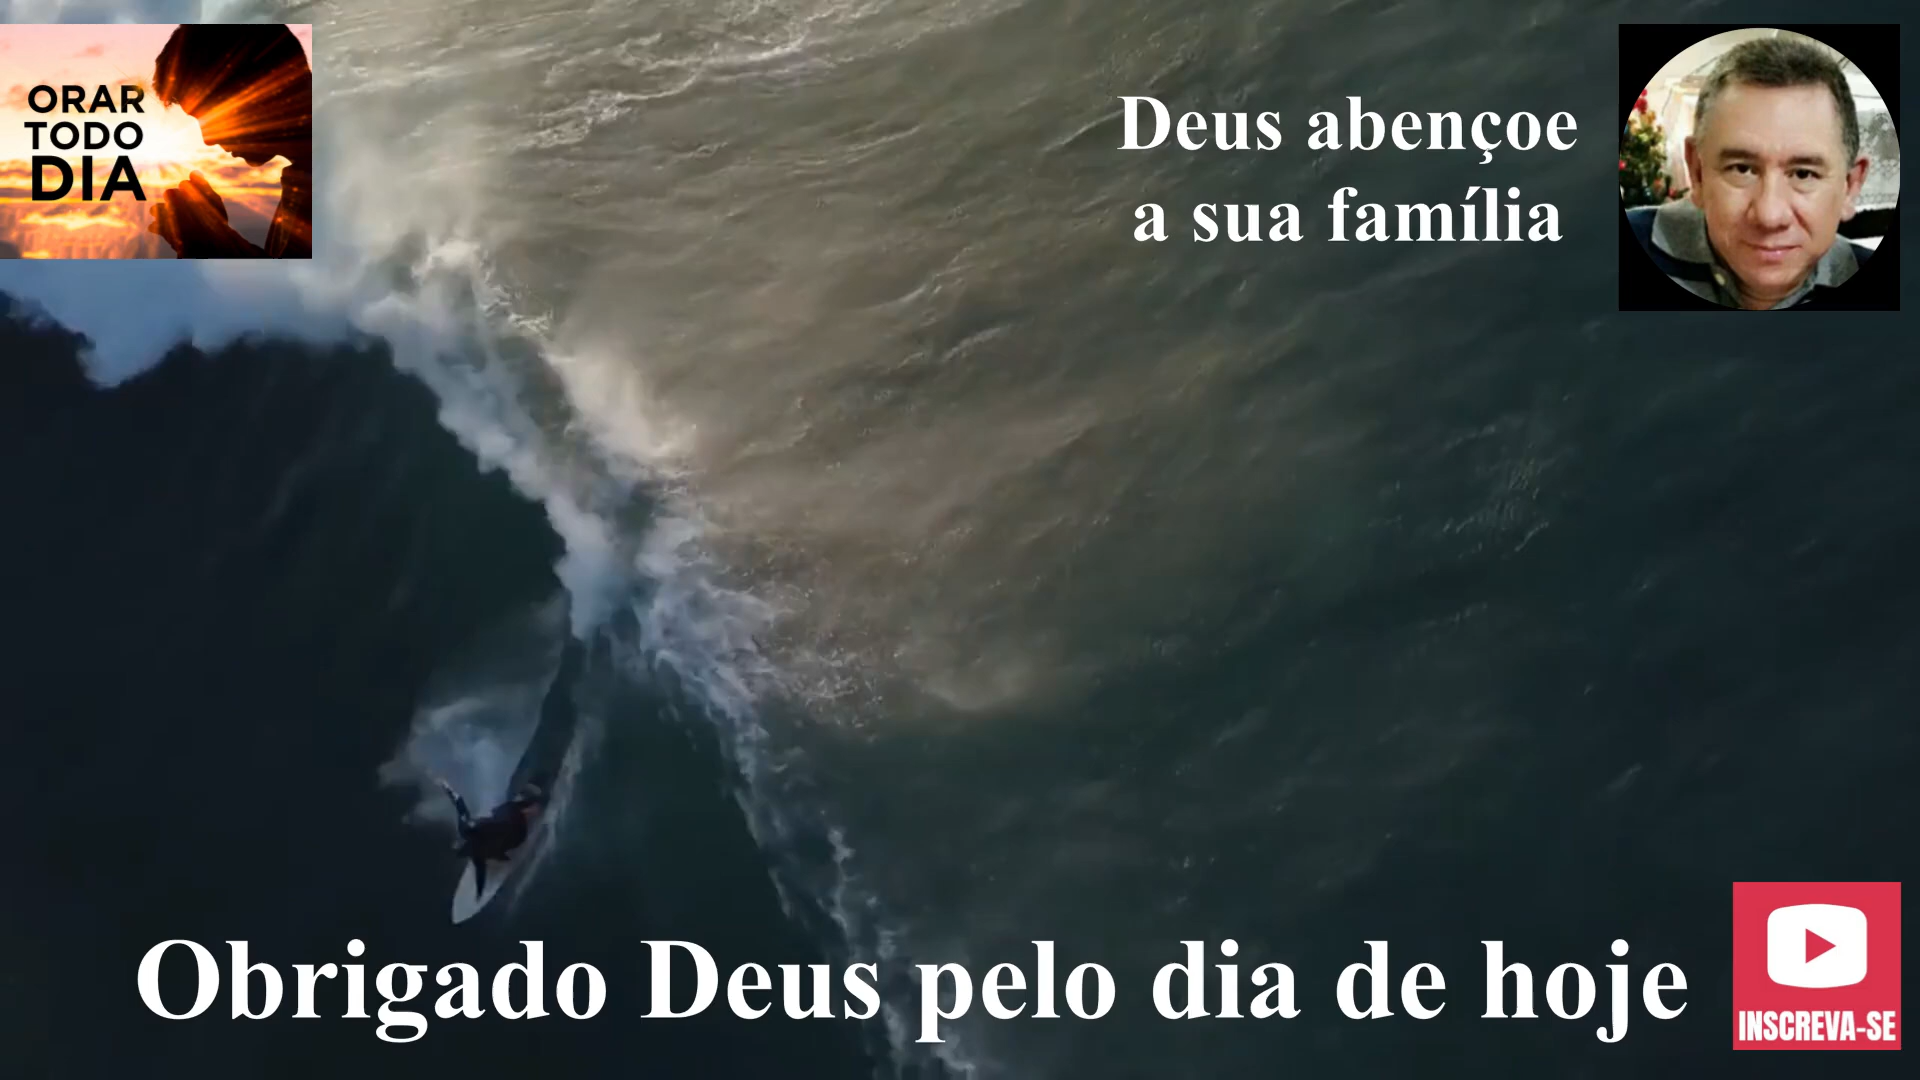 ORAR
TODO
DIA
Deus abençoe
a sua família
Obrigado Deus pelo dia de hoje
INSCREVA-SE